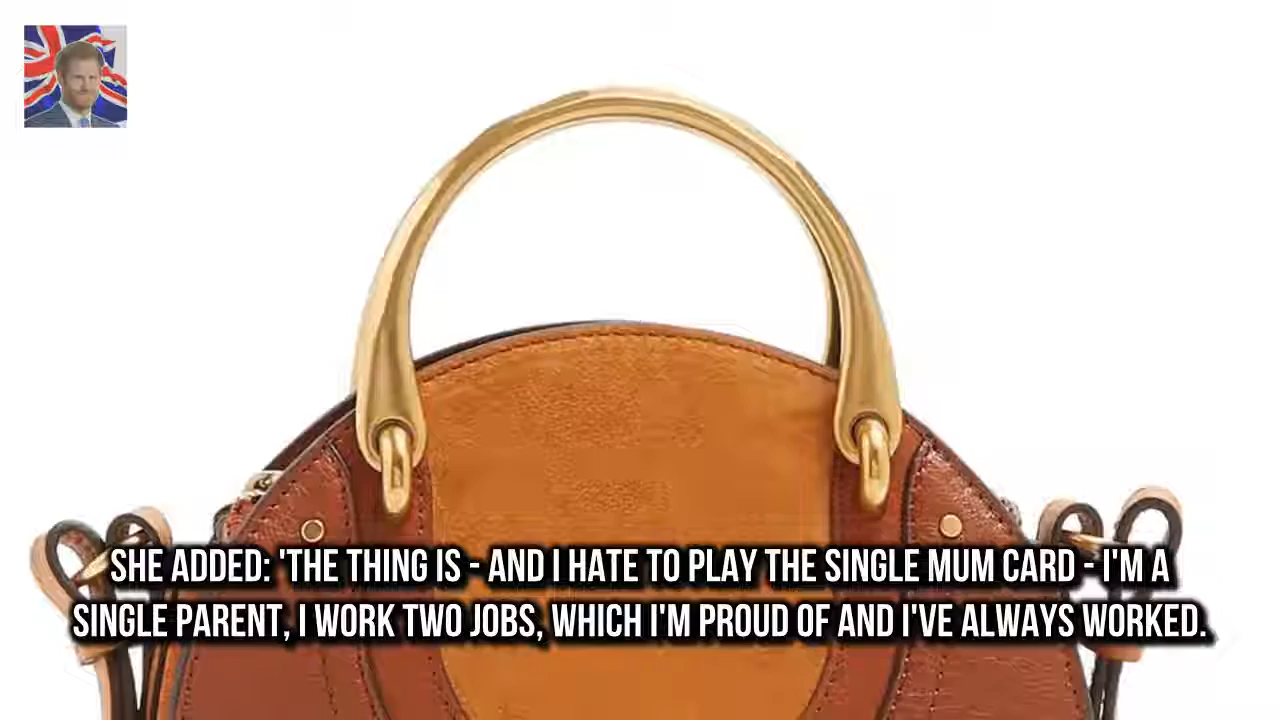 SHE ADDED: 'THE THING IS - AND I HATE TO PLAY THE SINGLE MUM CARD - I'M A
SINGLE PARENT, I WORK TWO JOBS, WHICH I'M PROUD OF AND I'VE ALWAYS WORKED.